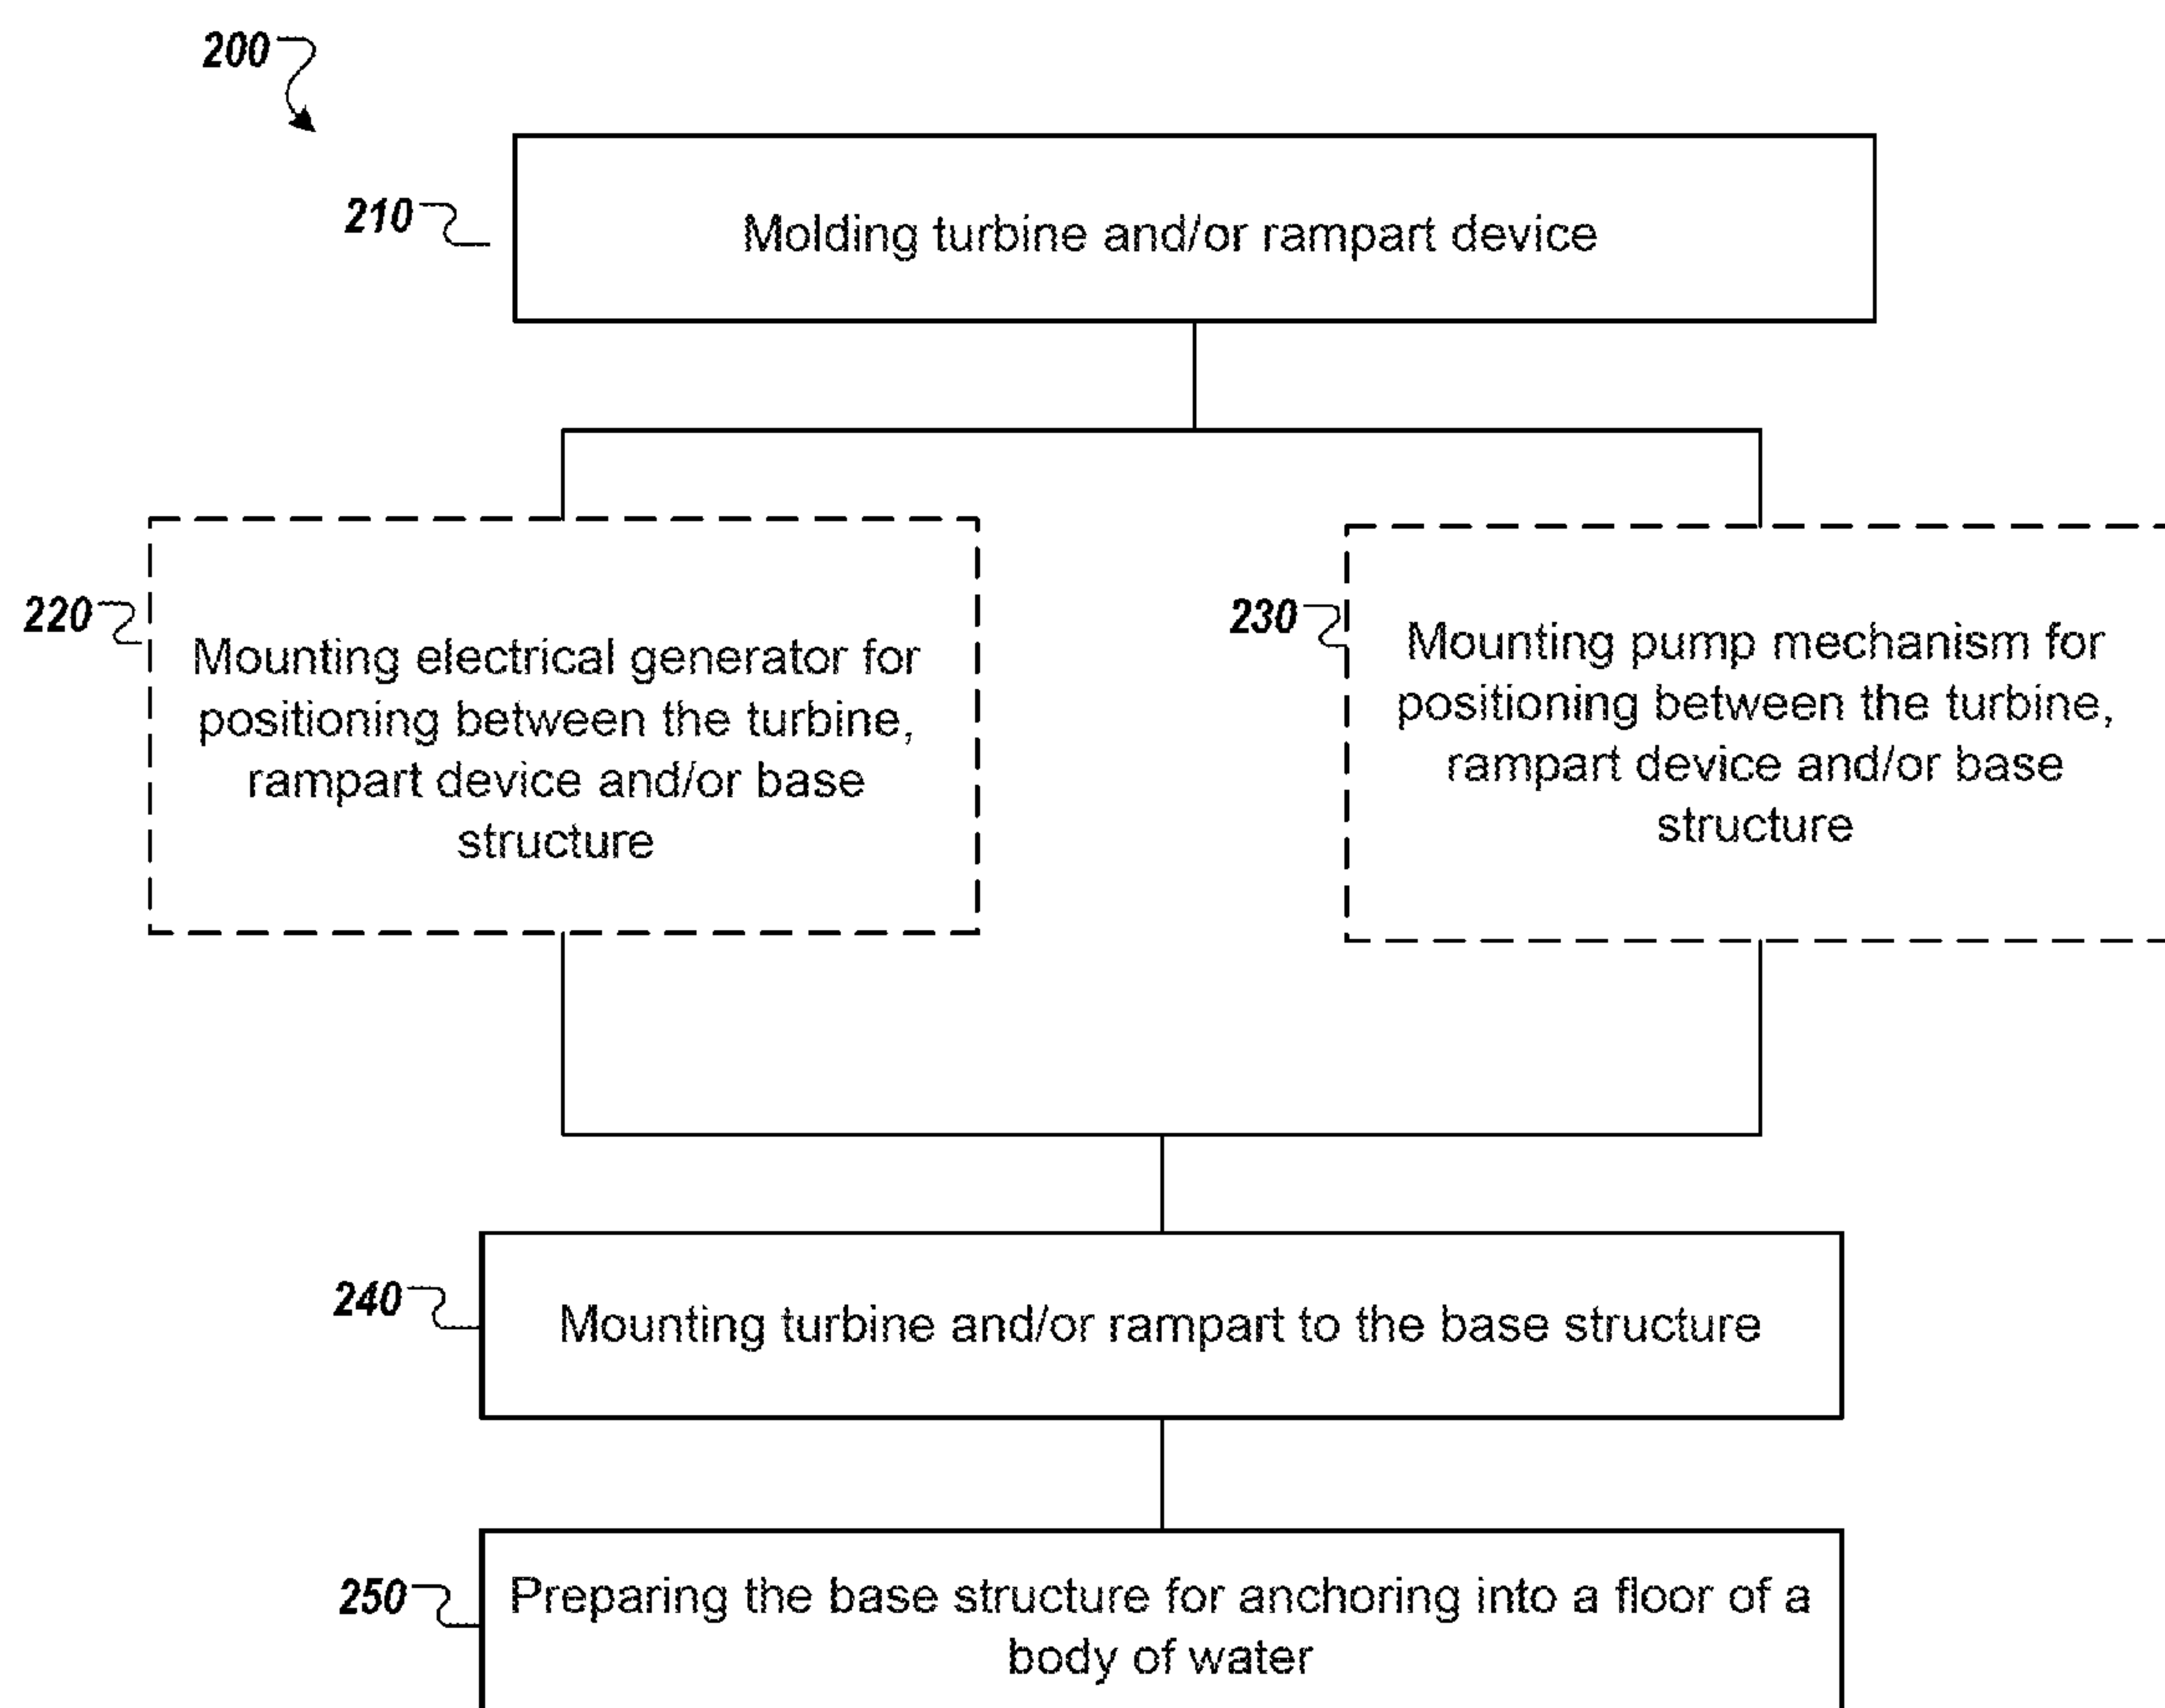 200
210
Molding turbine and/or rampart device
220
Mounting electrical generator for
positioning between the turbine,
rampart device and/or base
structure
230
Mounting pump mechanism for
positioning between the turbine,
rampart device and/or base
structure
240
Mounting turbine and/or rampart to the base structure
250
Preparing the base structure for anchoring into a floor of a
body of water